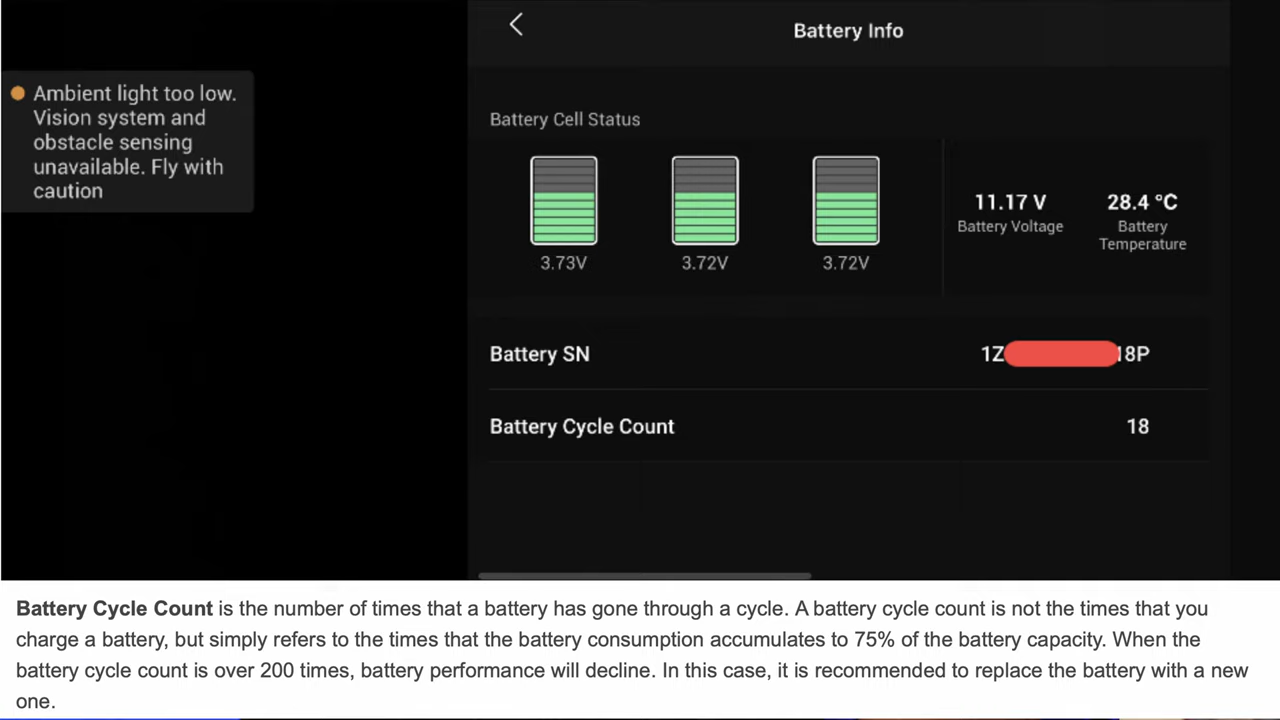 Battery Info
Ambient light too low.
Vision system and
obstacle sensing
unavailable. Fly with
caution
Battery Cell Status
3.73V 3.72V 3.72V
11.17 V 28.4 °C
Battery Voltage Battery
Temperature
Battery SN 1Z 18P
Battery Cycle Count 18
Battery Cycle Count is the number of times that a battery has gone through a cycle. A battery cycle count is not the times that you
charge a battery, but simply refers to the times that the battery consumption accumulates to 75% of the battery capacity. When the
battery cycle count is over 200 times, battery performance will decline. In this case, it is recommended to replace the battery with a new
one.